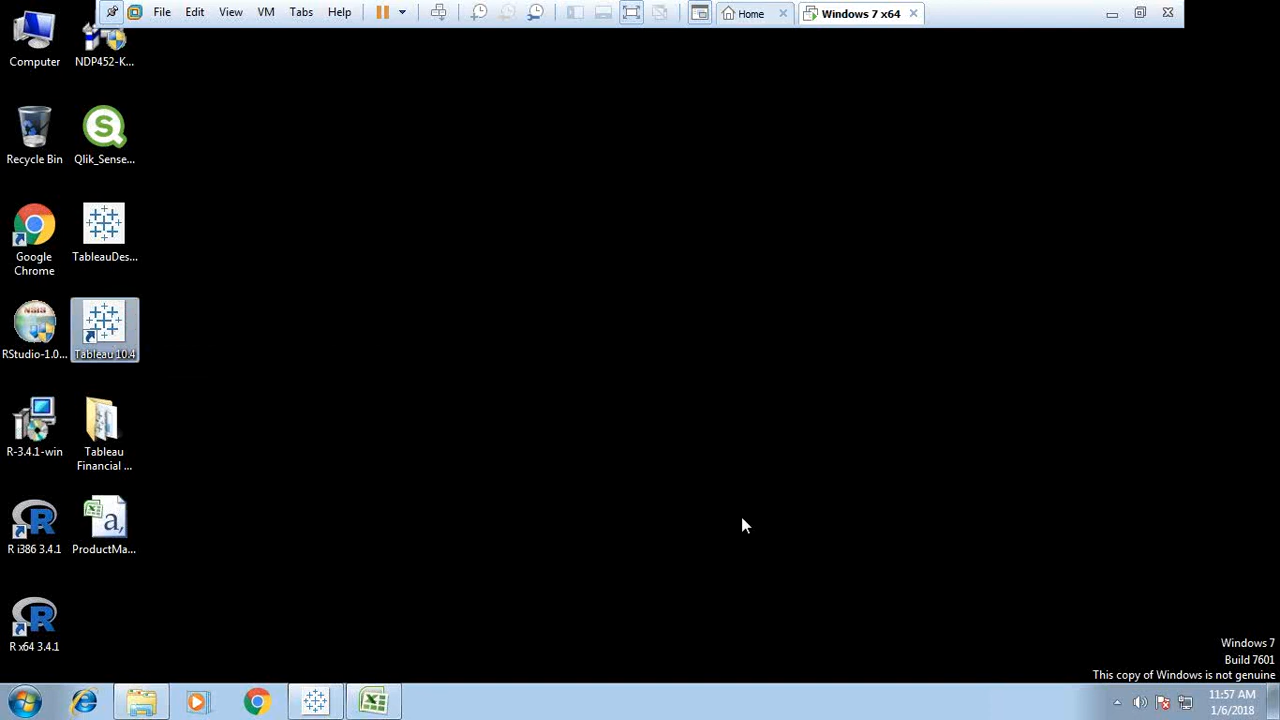 File Edit View VM Tabs Help Home Windows 7 x64
Computer
NDP452-K...
Recycle Bin
Qlik_Sense...
Google
Chrome
TableauDes...
RStudio-1.0...
Tableau 10.4
R-3.4.1-win
Tableau
Financial ...
R i386 3.4.1
ProductMa...
R x64 3.4.1
Windows 7
Build 7601
This copy of Windows is not genuine
11:57 AM
1/6/2018